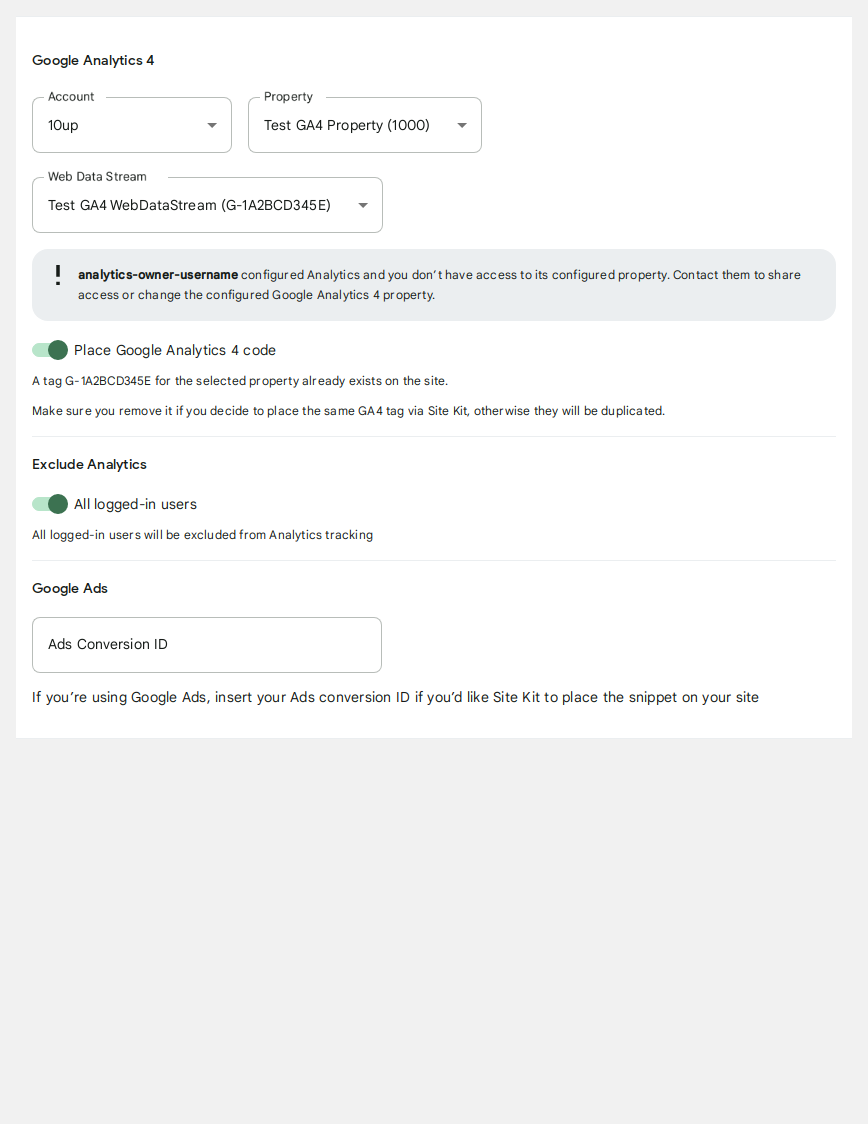 Google Analytics 4
Account
10up
Property
Test GA4 Property (1000)
Web Data Stream
Test GA4 WebDataStream (G-1A2BCD345E)
analytics-owner-username configured Analytics and you don’t have access to its configured property. Contact them to share
access or change the configured Google Analytics 4 property.
Place Google Analytics 4 code
A tag G-1A2BCD345E for the selected property already exists on the site.
Make sure you remove it if you decide to place the same GA4 tag via Site Kit, otherwise they will be duplicated.
Exclude Analytics
All logged-in users
All logged-in users will be excluded from Analytics tracking
Google Ads
Ads Conversion ID
If you’re using Google Ads, insert your Ads conversion ID if you’d like Site Kit to place the snippet on your site